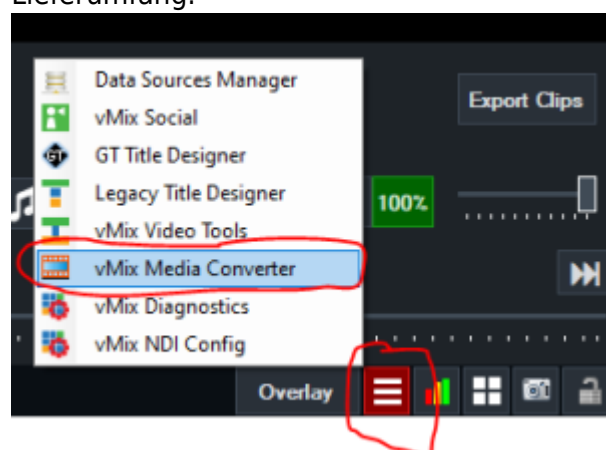 Lieferumfang:
Data Sources Manager
vMix Social
Export Clips
GT Title Designer
Legacy Title Designer
100%
vMix Video Tools
vMix Media Converter
vMix Diagnostics
vMix NDI Config
Overlay